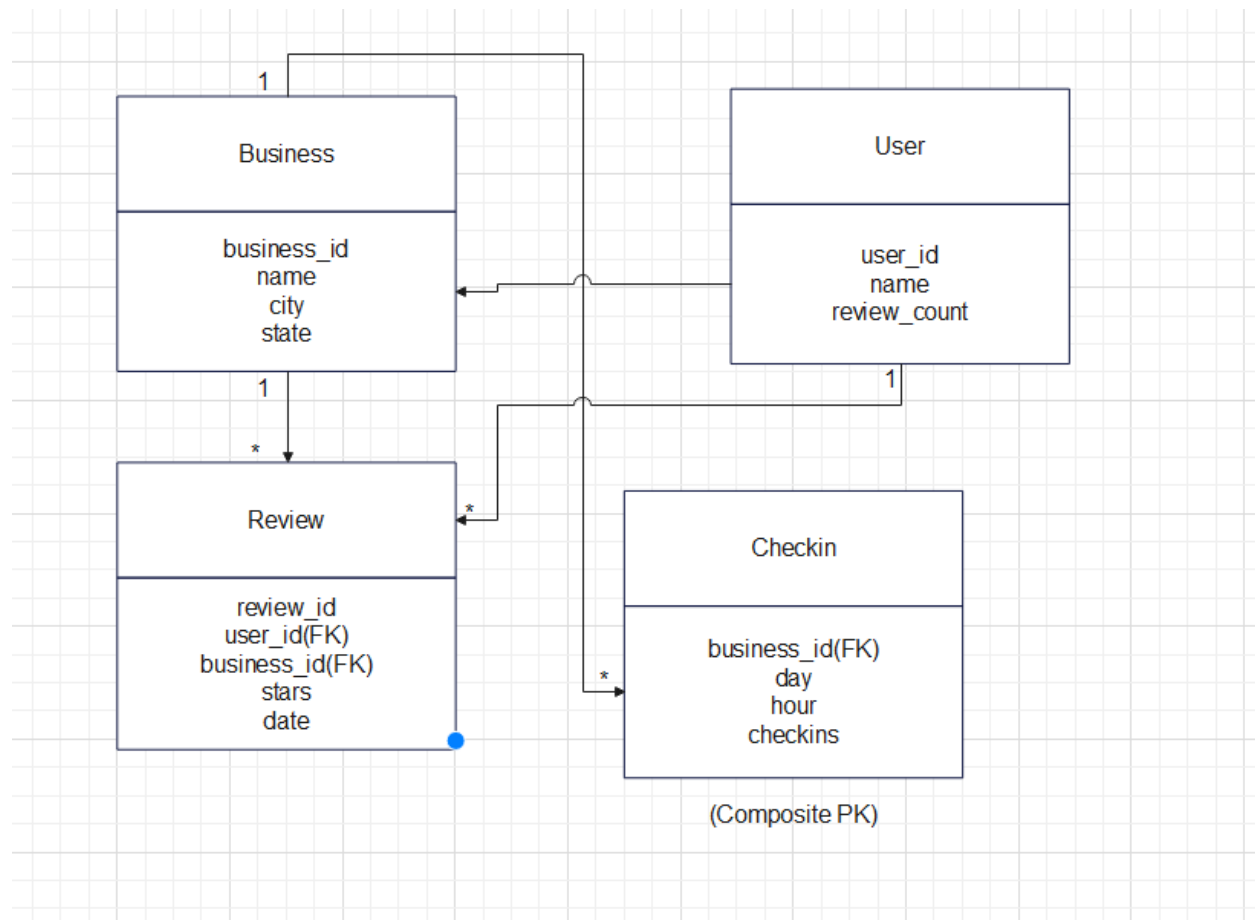 1
Business
business_id
name
city
state
1
*
User
user_id
name
review_count
1
*
Review
review_id
user_id(FK)
business_id(FK)
stars
date
*
Checkin
business_id(FK)
day
hour
checkins
(Composite PK)